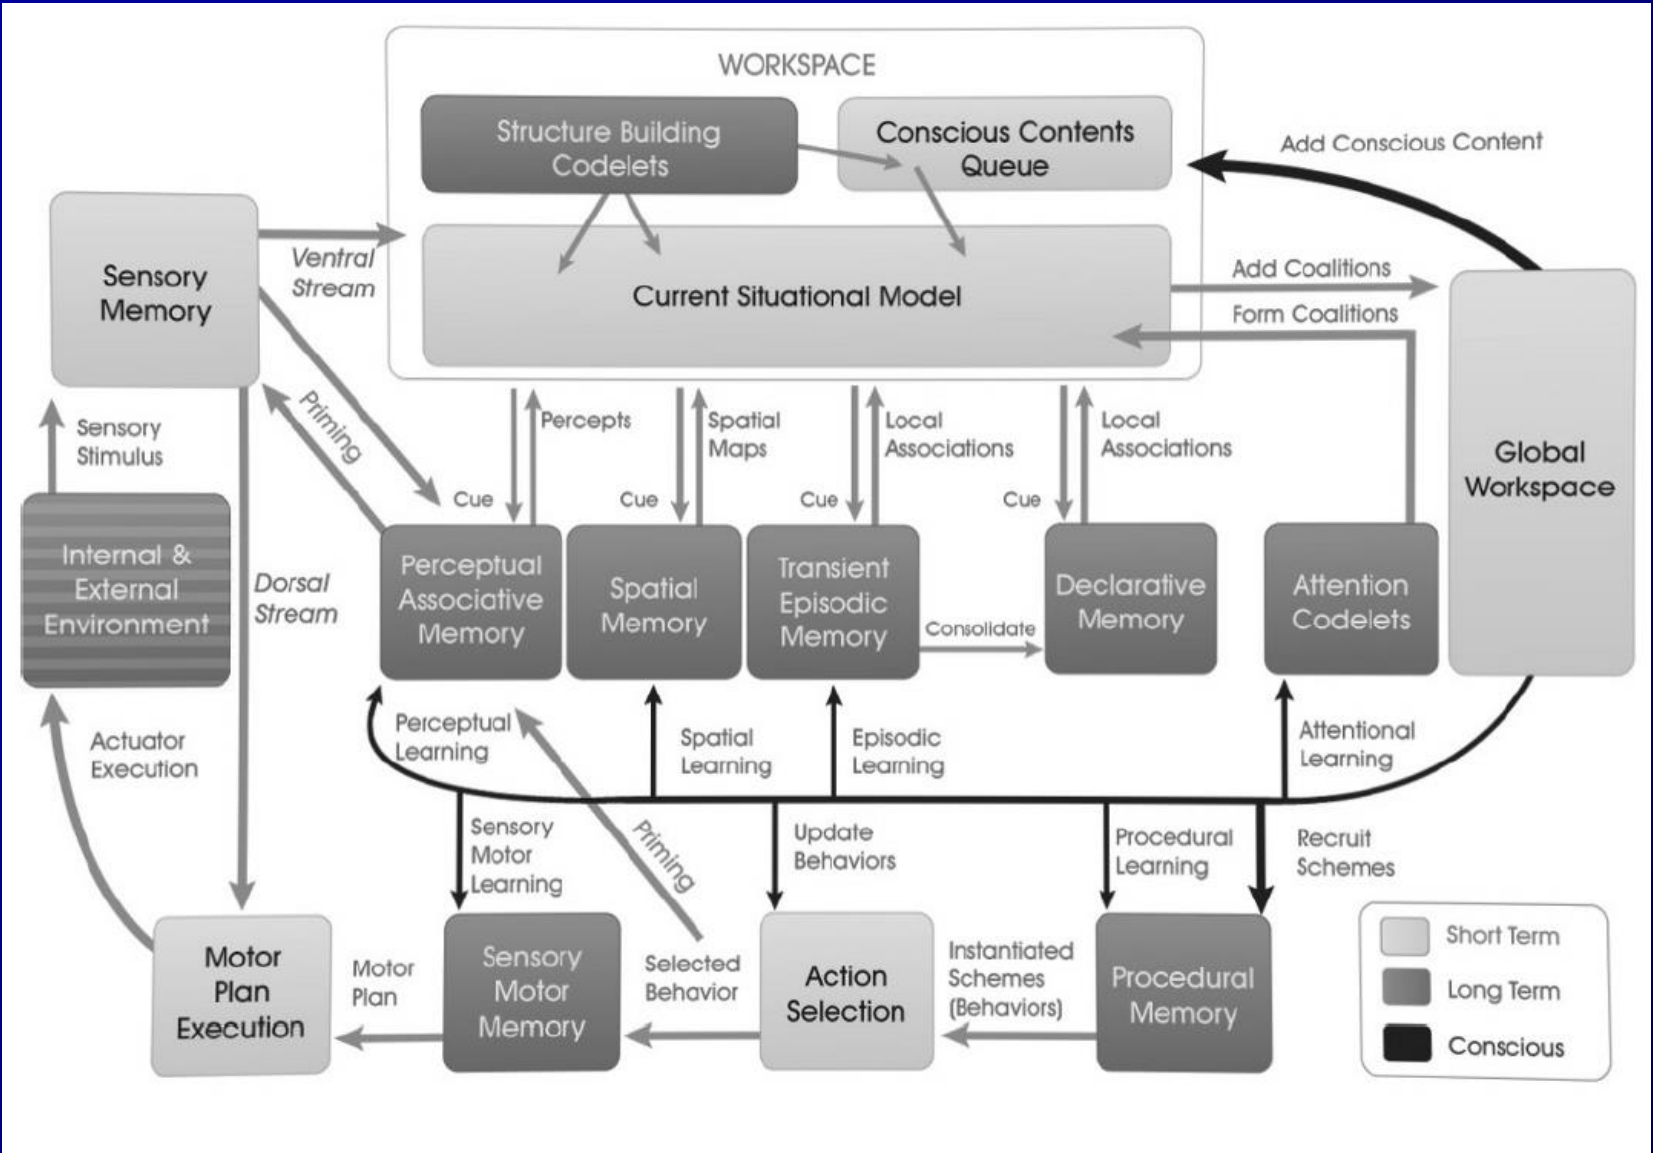 WORKSPACE
Structure Building
Codelets
Conscious Contents
Queue
Add Conscious Content
Sensory
Memory
Ventral
Stream
Current Situational Model
Add Coalitions
Form Coalitions
Global
Workspace
Sensory
Stimulus
Priming
Percepts
Cue
Spatial
Maps
Cue
Local
Associations
Cue
Local
Associations
Cue
Internal &
External
Environment
Dorsal
Stream
Perceptual
Associative
Memory
Spatial
Memory
Transient
Episodic
Memory
Consolidate
Declarative
Memory
Attention
Codelets
Actuator
Execution
Perceptual
Learning
Spatial
Learning
Episodic
Learning
Attentional
Learning
Sensory
Motor
Learning
Priming
Update
Behaviors
Procedural
Learning
Recruit
Schemes
Motor
Plan
Execution
Motor
Plan
Sensory
Motor
Memory
Selected
Behavior
Action
Selection
Instantiated
Schemes
(Behaviors)
Procedural
Memory
Short Term
Long Term
Conscious